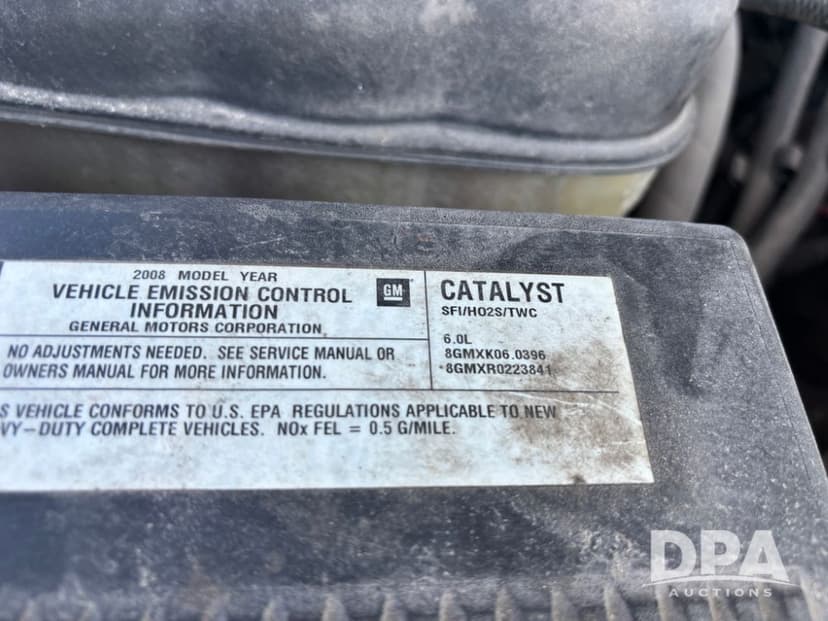 2008 MODEL YEAR
VEHICLE EMISSION CONTROL
INFORMATION
GENERAL MOTORS CORPORATION
GM
NO ADJUSTMENTS NEEDED. SEE SERVICE MANUAL OR
OWNERS MANUAL FOR MORE INFORMATION.
CATALYST
SFI/HO2S/TWC
6.0L
8GMXK06.0396
8GMXR0223841
VEHICLE CONFORMS TO U.S. EPA REGULATIONS APPLICABLE TO NEW
VY-DUTY COMPLETE VEHICLES. NOx FEL = 0.5 G/MILE.
DPA
AUCTIONS